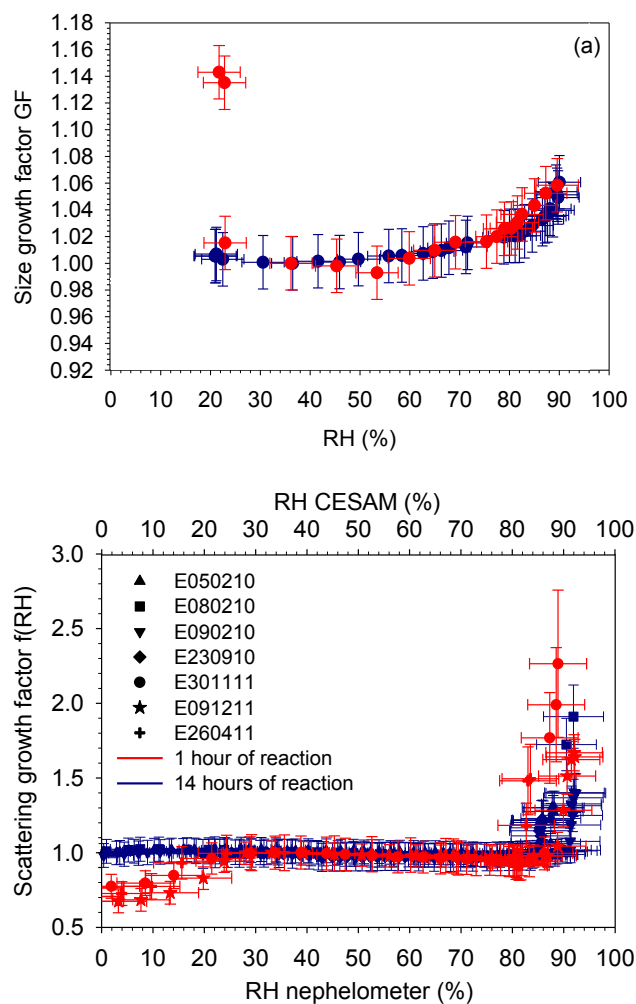 (a)
Size growth factor GF
1.18
1.16
1.14
1.12
1.10
1.08
1.06
1.04
1.02
1.00
0.98
0.96
0.94
0.92
0 10 20 30 40 50 60 70 80 90 100
RH (%)
RH CESAM (%)
0 10 20 30 40 50 60 70 80 90 100
Scattering growth factor f(RH)
3.0
2.5
2.0
1.5
1.0
0.5
E050210
E080210
E090210
E230910
E301111
E091211
E260411
1 hour of reaction
14 hours of reaction
0 10 20 30 40 50 60 70 80 90 100
RH nephelometer (%)